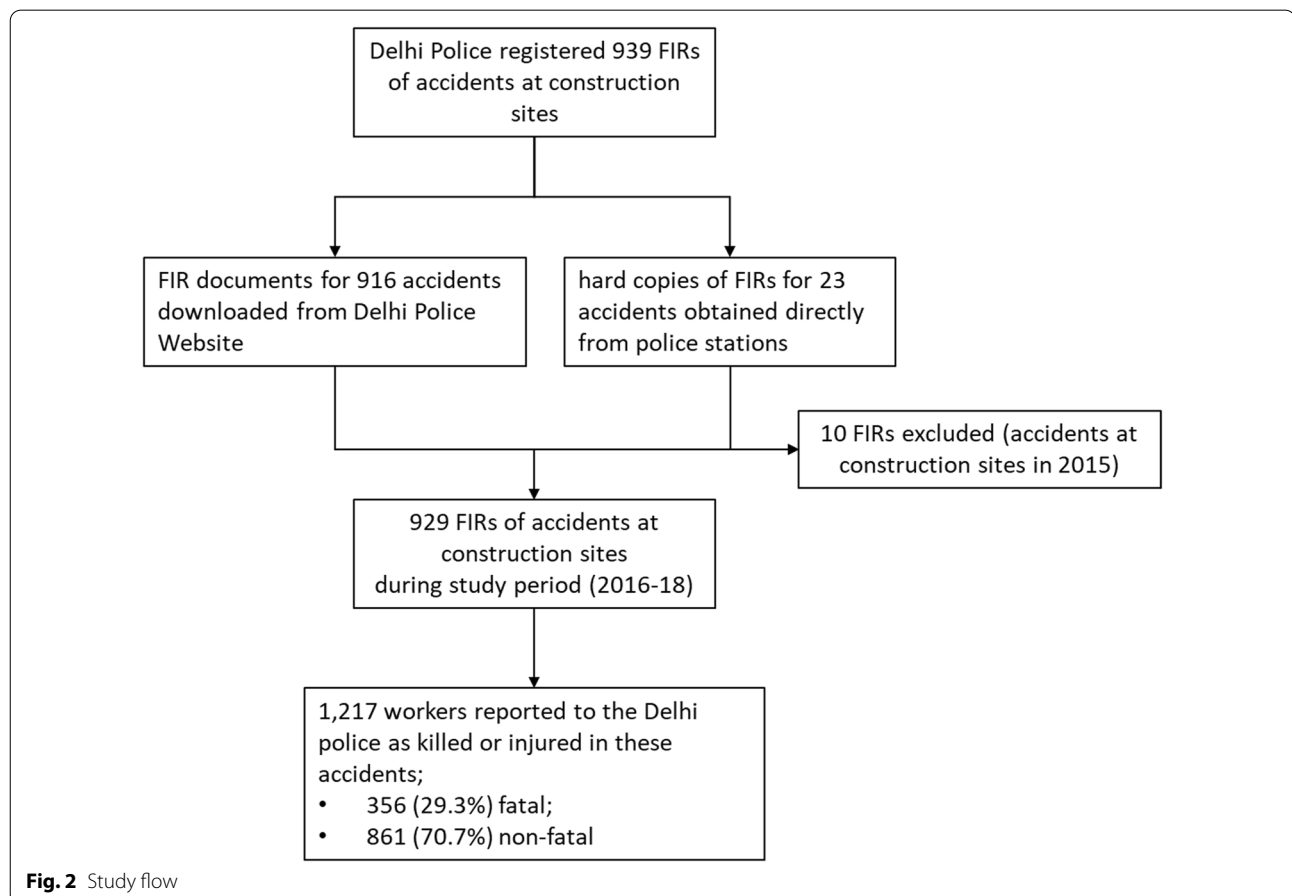 Delhi Police registered 939 FIRs
of accidents at construction
sites
FIR documents for 916 accidents
downloaded from Delhi Police
Website
hard copies of FIRs for 23
accidents obtained directly
from police stations
10 FIRs excluded (accidents at
construction sites in 2015)
929 FIRs of accidents at
construction sites
during study period (2016-18)
1,217 workers reported to the Delhi
police as killed or injured in these
accidents;
• 356 (29.3%) fatal;
• 861 (70.7%) non-fatal
Fig. 2 Study flow